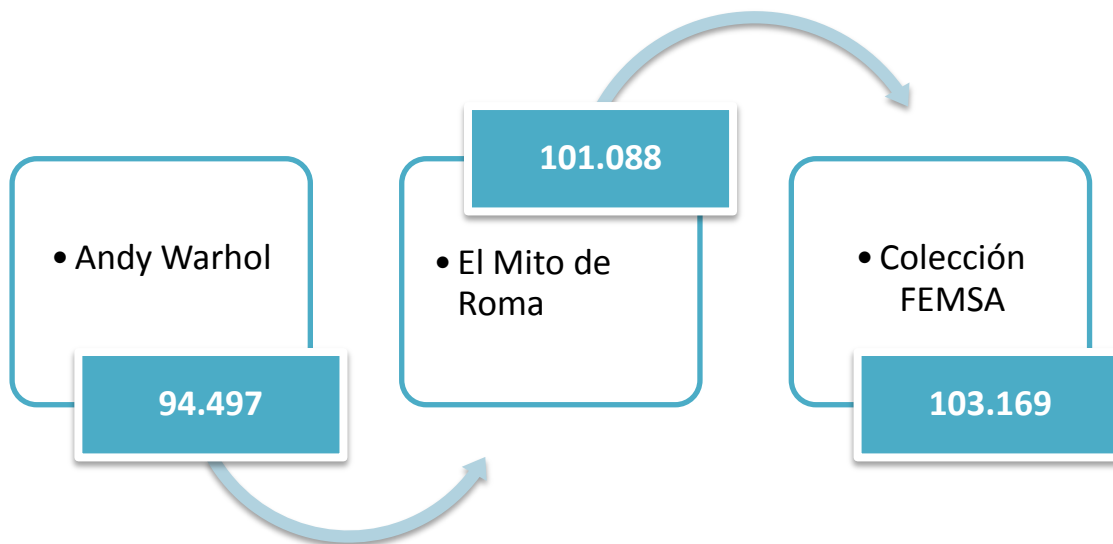 • Andy Warhol
94.497
101.088
• El Mito de
Roma
• Colección
FEMSA
103.169